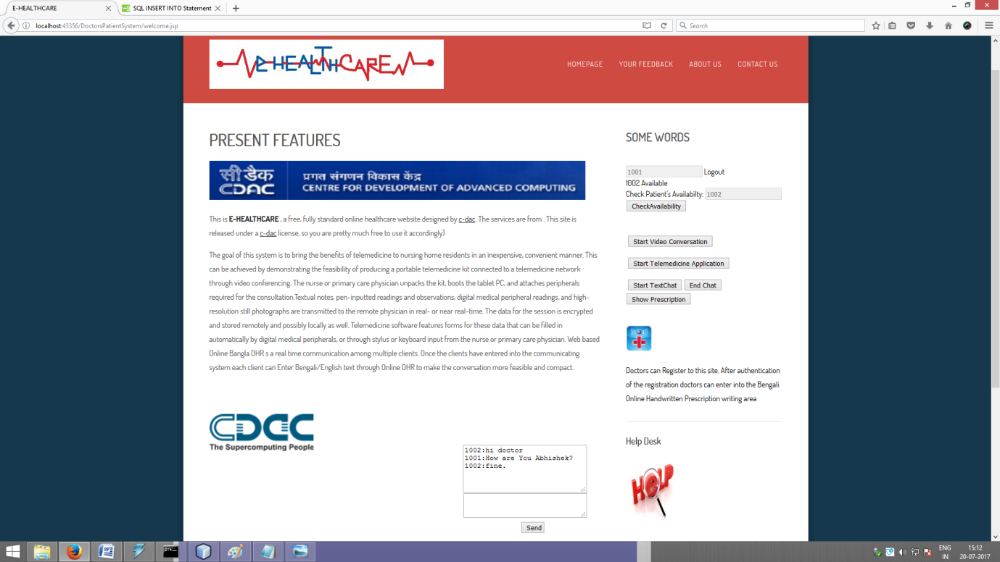 E-HEALTHCARE
SQL INSERT INTO Statement
localhost:43356/DoctorsPatientSystem/welcome.jsp
Search
E-HEALTHCARE
HOMEPAGE YOUR FEEDBACK ABOUT US CONTACT US
PRESENT FEATURES
सी डैक
CDAC
प्रगत संगणन विकास केंद्र
CENTRE FOR DEVELOPMENT OF ADVANCED COMPUTING
This is E-HEALTHCARE , a free, fully standard online healthcare website designed by c-dac. The services are from . This site is
released under a c-dac license, so you are pretty much free to use it accordingly)
The goal of this system is to bring the benefits of telemedicine to nursing home residents in an inexpensive, convenient manner. This
can be achieved by demonstrating the feasibility of producing a portable telemedicine kit connected to a telemedicine network
through video conferencing. The nurse or primary care physician unpacks the kit, boots the tablet PC, and attaches peripherals
required for the consultation.Textual notes, pen-inputted readings and observations, digital medical peripheral readings, and high-
resolution still photographs are transmitted to the remote physician in real- or near real-time. The data for the session is encrypted
and stored remotely and possibly locally as well. Telemedicine software features forms for these data that can be filled in
automatically by digital medical peripherals, or through stylus or keyboard input from the nurse or primary care physician. Web based
Online Bangla OHR s a real time communication among multiple clients. Once the clients have entered into the communicating
system each client can Enter Bengali/English text through Online OHR to make the conversation more feasible and compact.
CDAC
The Supercomputing People
1002:hi doctor
1001:How are You Abhishek?
1002:fine.
Send
SOME WORDS
1001 Logout
1002 Available
Check Patient's Availabilty: 1002
CheckAvailability
Start Video Conversation
Start Telemedicine Application
Start TextChat End Chat
Show Prescription
Doctors can Register to this site. After authentication
of the registration doctors can enter into the Bengali
Online Handwritten Prescription writing area
Help Desk
HELP
ENG
IN
15:12
20-07-2017